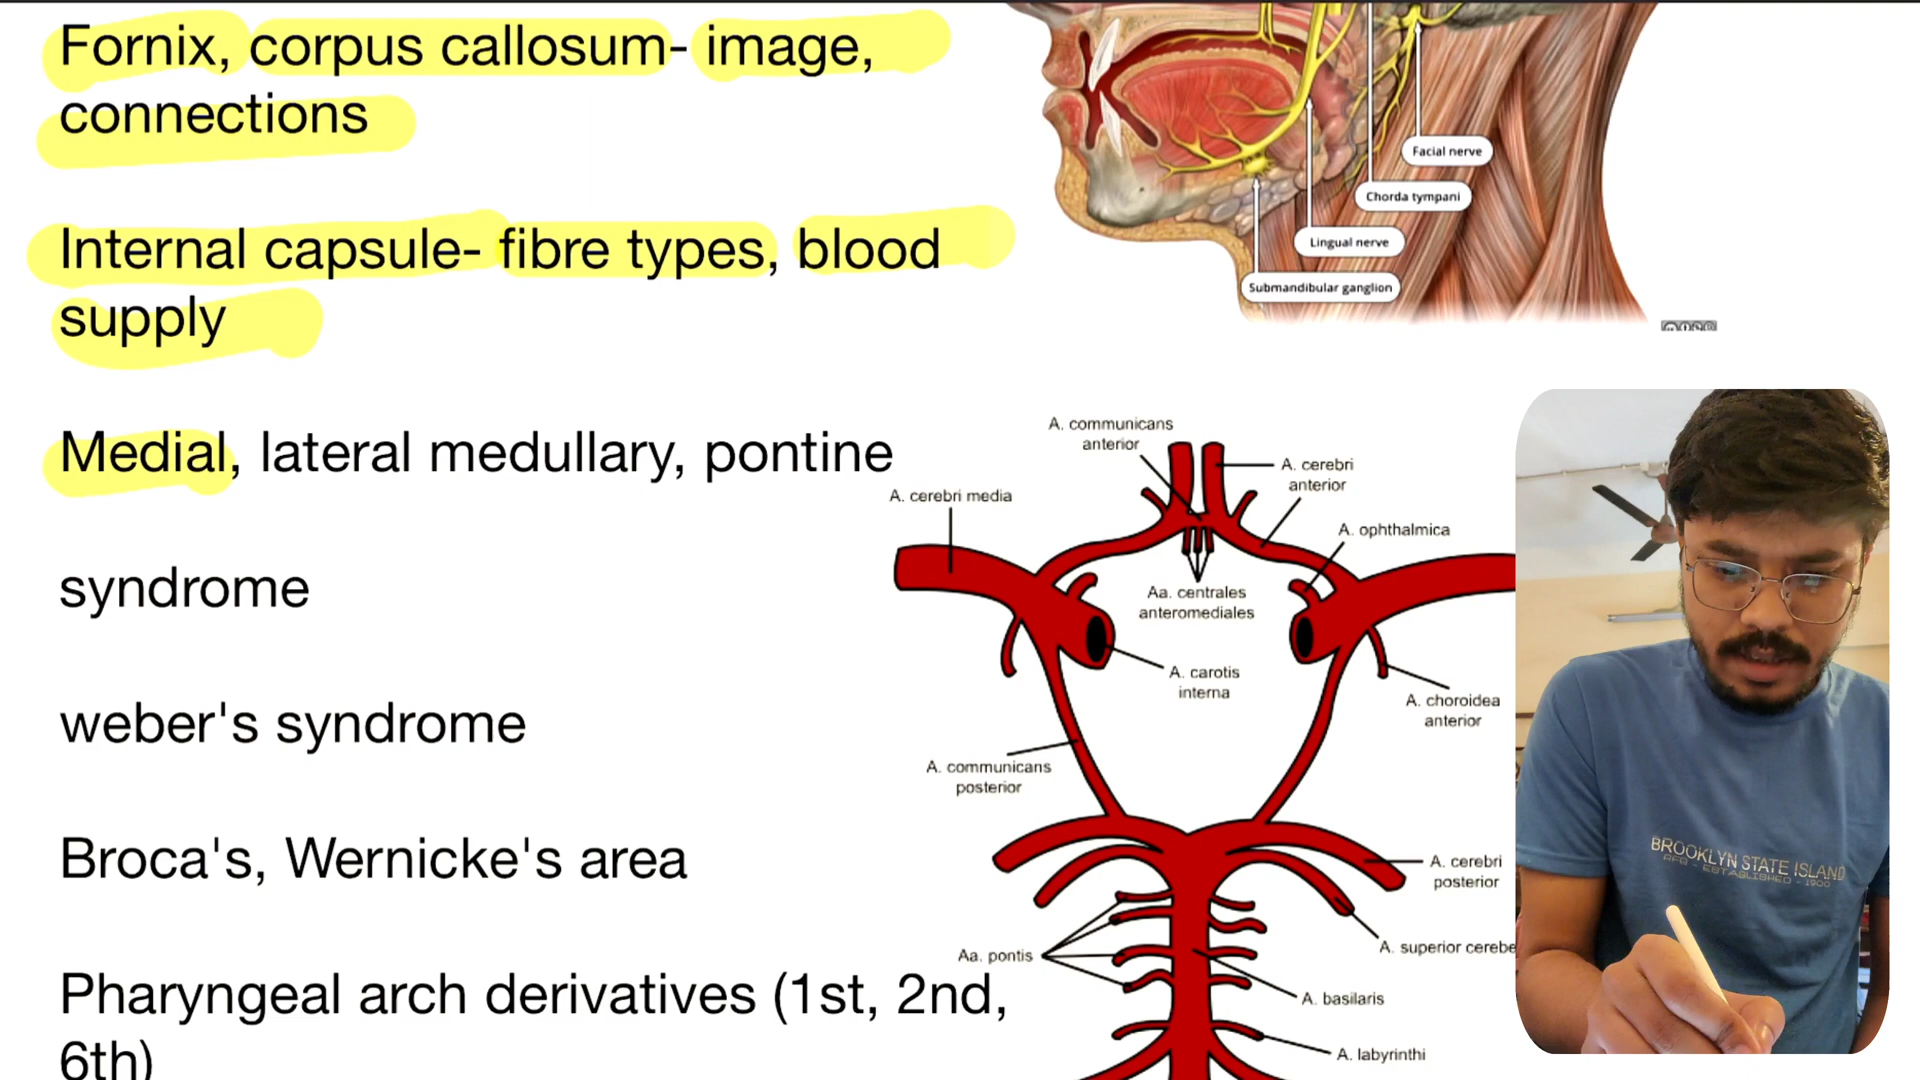 Fornix, corpus callosum- image,
connections
Internal capsule- fibre types, blood
supply
Medial, lateral medullary, pontine
syndrome
weber's syndrome
Broca's, Wernicke's area
Pharyngeal arch derivatives (1st, 2nd,
6th)
Facial nerve
Chorda tympani
Lingual nerve
Submandibular ganglion
A. communicans
anterior
A. cerebri
anterior
A. cerebri media
A. ophthalmica
Aa. centrales
anteromediales
A. carotis
interna
A. choroidea
anterior
A. communicans
posterior
A. cerebri
posterior
A. superior cerebe
Aa. pontis
A. basilaris
A. labyrinthi
BROOKLYN STATE ISLAND
ESTABLISHED - 1900